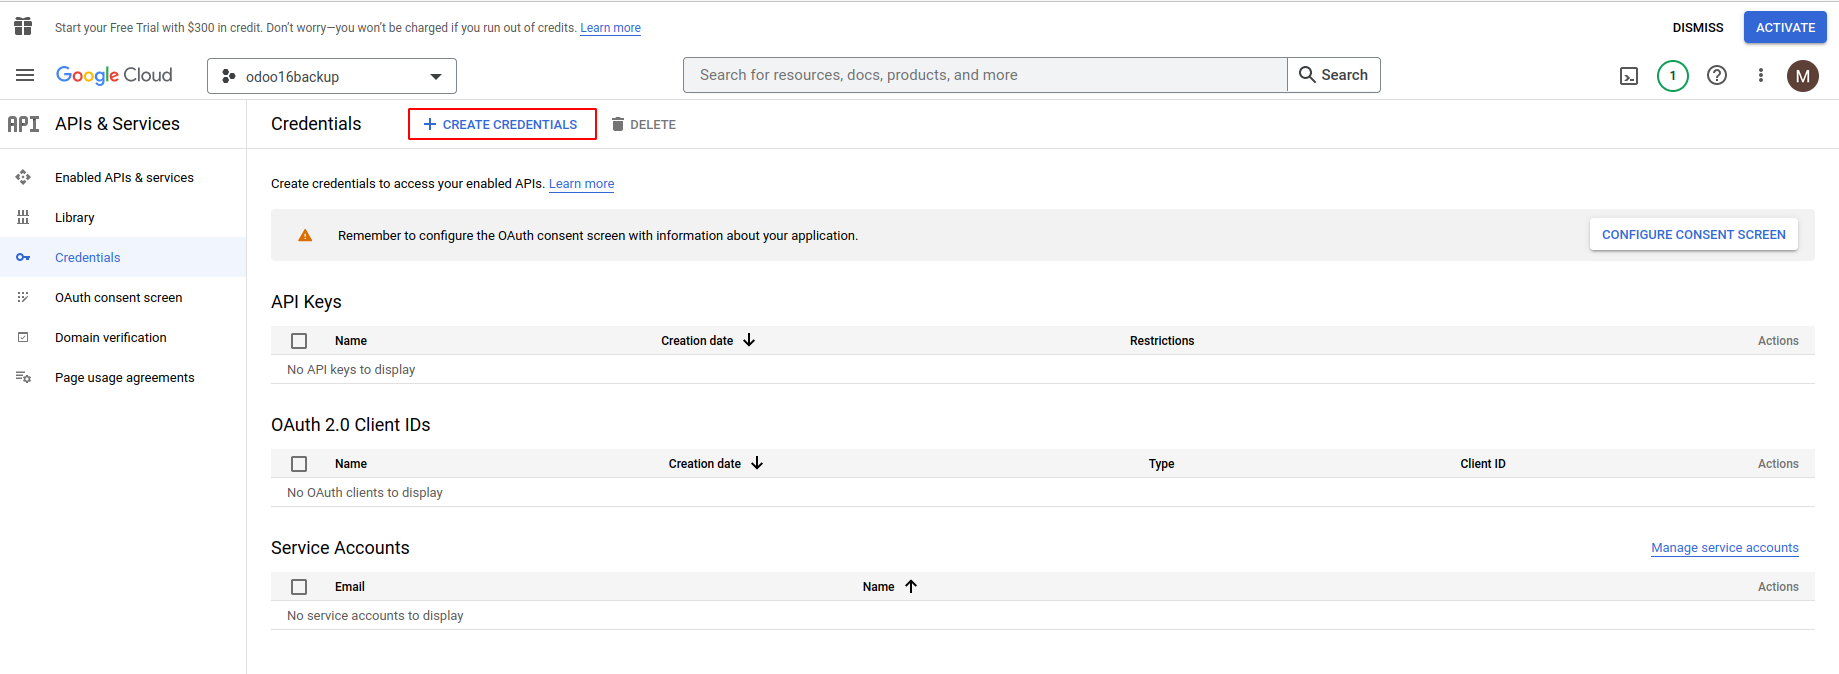 Start your Free Trial with $300 in credit. Don’t worry—you won’t be charged if you run out of credits. Learn more
DISMISS
ACTIVATE
Google Cloud
odoo16backup
Search for resources, docs, products, and more
Search
1
M
API
APIs & Services
Credentials
CREATE CREDENTIALS
DELETE
Enabled APIs & services
Library
Credentials
OAuth consent screen
Domain verification
Page usage agreements
Create credentials to access your enabled APIs. Learn more
Remember to configure the OAuth consent screen with information about your application.
CONFIGURE CONSENT SCREEN
API Keys
Name Creation date Restrictions Actions
No API keys to display
OAuth 2.0 Client IDs
Name Creation date Type Client ID Actions
No OAuth clients to display
Service Accounts
Manage service accounts
Email Name Actions
No service accounts to display